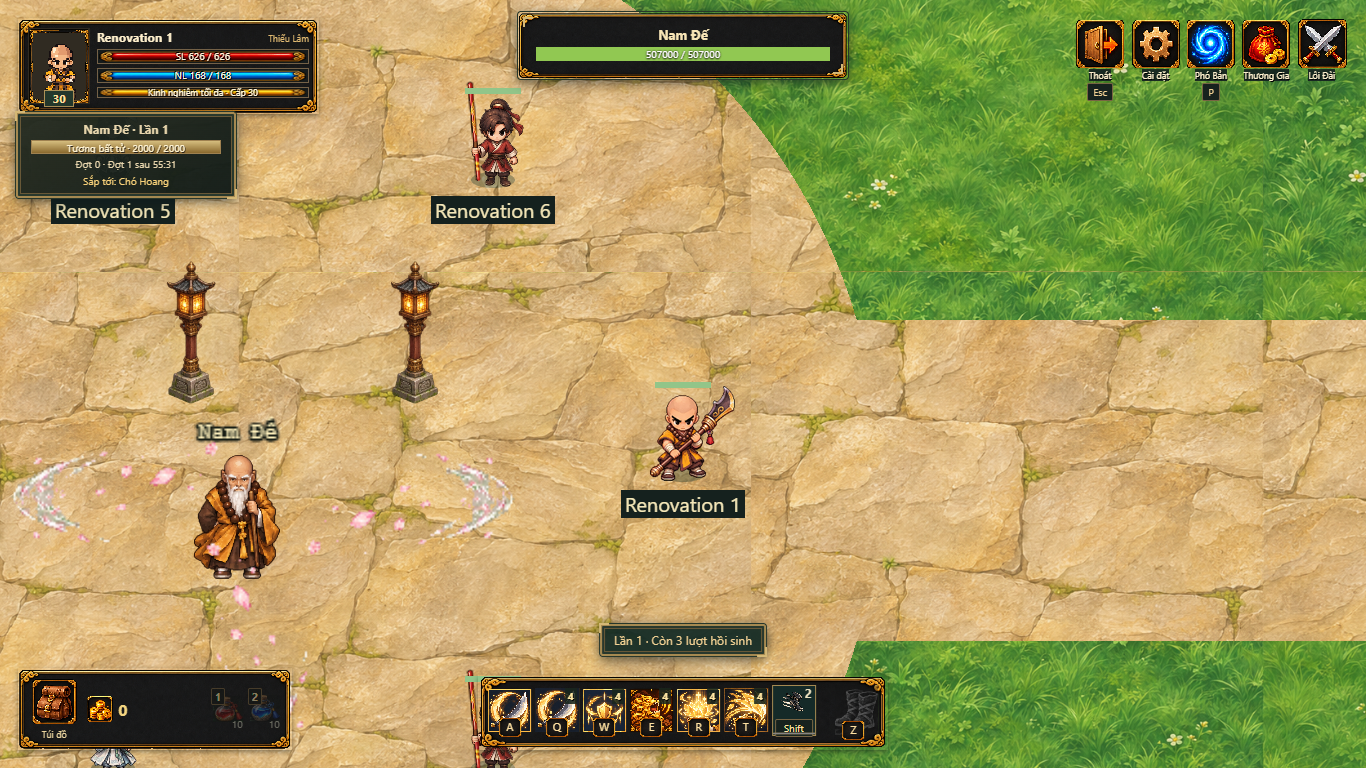 Renovation 1
Thiếu Lâm
SL 626 / 626
NL 168 / 168
Kinh nghiệm tối đa · Cấp 30
30
Nam Đế · Lần 1
Tượng bất tử · 2000 / 2000
Đợt 0 · Đợt 1 sau 55:31
Sắp tới: Chó Hoang
Nam Đế
507000 / 507000
Thoát
Cài đặt
Phó Bản
Thương Gia
Lôi Đài
Esc
P
Renovation 5
Renovation 6
Nam Đế
Renovation 1
Lần 1 · Còn 3 lượt hồi sinh
Túi đồ
0
1
10
2
10
A
4
Q
4
W
4
E
4
R
4
T
2
Shift
Z